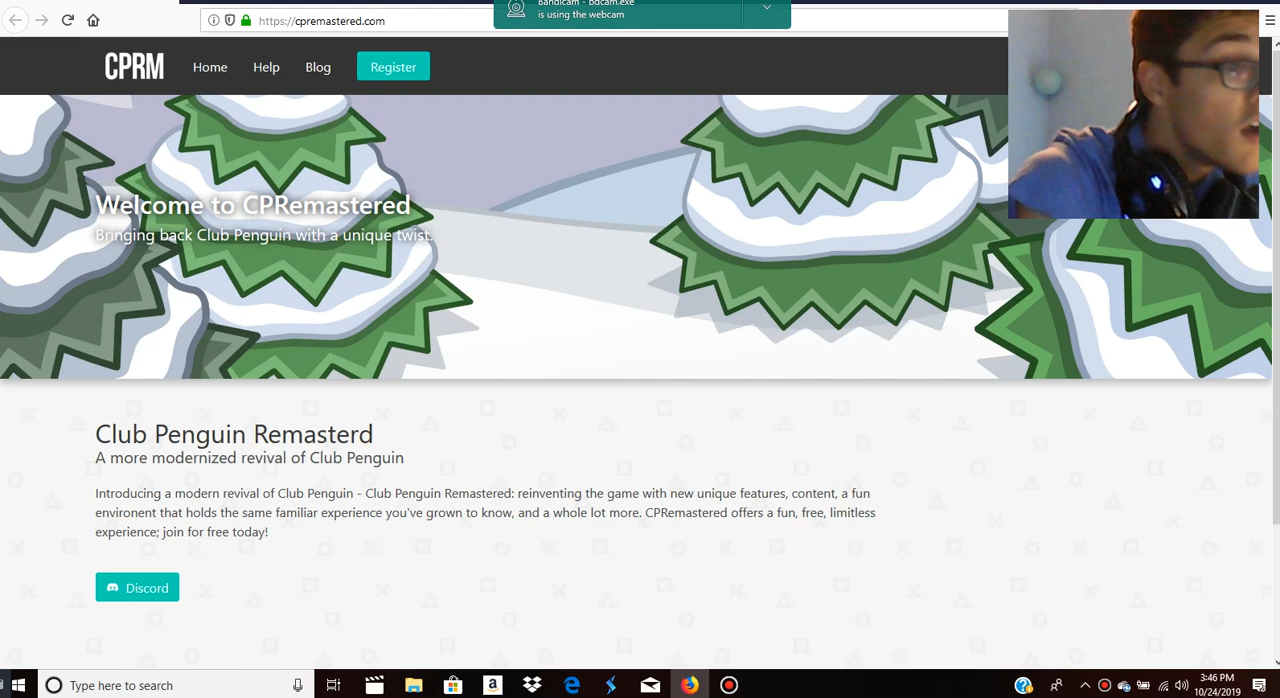 Bandicam - bdcam.exe
is using the webcam
https://cpremastered.com
CPRM
Home
Help
Blog
Register
Welcome to CPRemastered
Bringing back Club Penguin with a unique twist.
Club Penguin Remasterd
A more modernized revival of Club Penguin
Introducing a modern revival of Club Penguin - Club Penguin Remastered: reinventing the game with new unique features, content, a fun
environent that holds the same familiar experience you've grown to know, and a whole lot more. CPRemastered offers a fun, free, limitless
experience; join for free today!
Discord
Type here to search
3:46 PM
10/24/2019